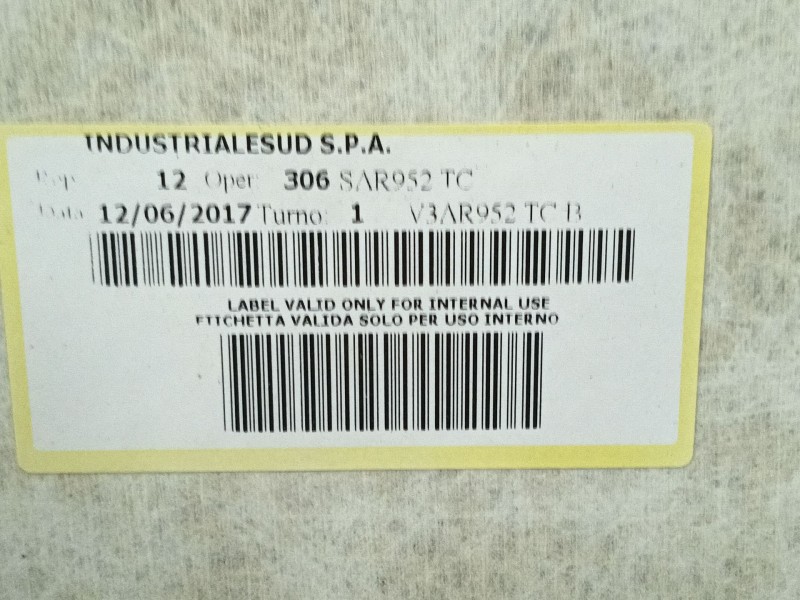 INDUSTRIALESUD S.P.A.
12 Oper: 306 SAR952 TC
Data 12/06/2017 Turno: 1 V3AR952 TC B
LABEL VALID ONLY FOR INTERNAL USE
ETICHETTA VALIDA SOLO PER USO INTERNO